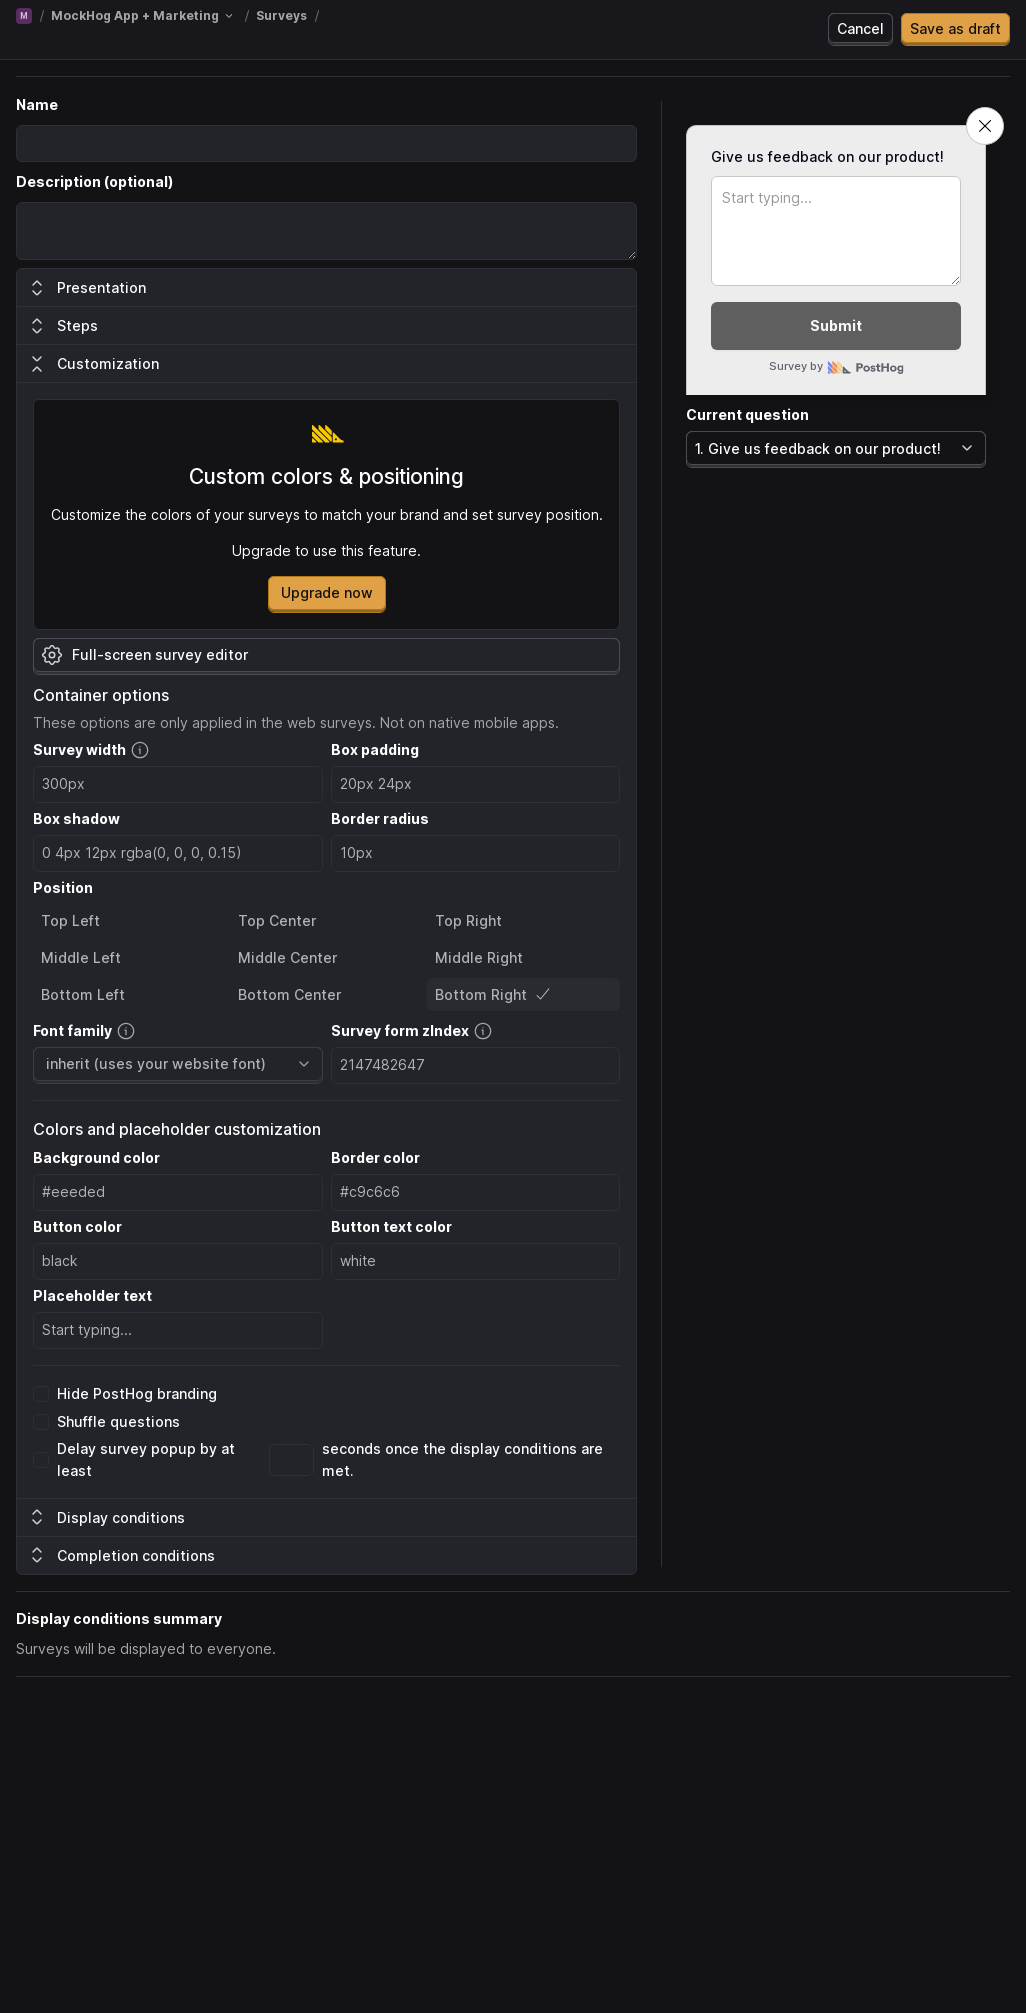 M / MockHog App + Marketing / Surveys /
Cancel
Save as draft
Name
Description (optional)
Presentation
Steps
Customization
Custom colors & positioning
Customize the colors of your surveys to match your brand and set survey position.
Upgrade to use this feature.
Upgrade now
Full-screen survey editor
Container options
These options are only applied in the web surveys. Not on native mobile apps.
Survey width
Box padding
300px
20px 24px
Box shadow
Border radius
0 4px 12px rgba(0, 0, 0, 0.15)
10px
Position
Top Left
Top Center
Top Right
Middle Left
Middle Center
Middle Right
Bottom Left
Bottom Center
Bottom Right
Font family
Survey form zIndex
inherit (uses your website font)
2147482647
Colors and placeholder customization
Background color
Border color
#eeeded
#c9c6c6
Button color
Button text color
black
white
Placeholder text
Start typing...
Hide PostHog branding
Shuffle questions
Delay survey popup by at
least
seconds once the display conditions are
met.
Display conditions
Completion conditions
Give us feedback on our product!
Start typing...
Submit
Survey by PostHog
Current question
1. Give us feedback on our product!
Display conditions summary
Surveys will be displayed to everyone.